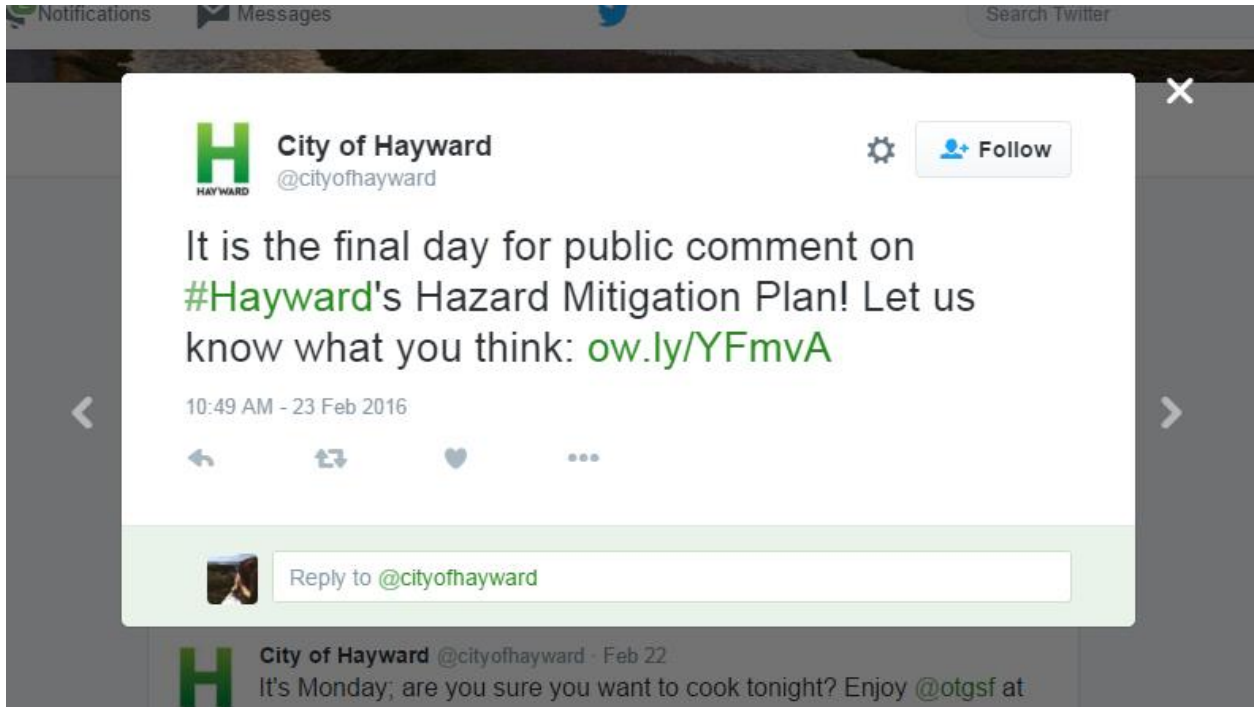 Notifications Messages Search Twitter
HAYWARD
City of Hayward
@cityofhayward
Follow
It is the final day for public comment on
#Hayward's Hazard Mitigation Plan! Let us
know what you think: ow.ly/YFmvA
10:49 AM - 23 Feb 2016
Reply to @cityofhayward
City of Hayward @cityofhayward · Feb 22
It's Monday; are you sure you want to cook tonight? Enjoy @otgsf at